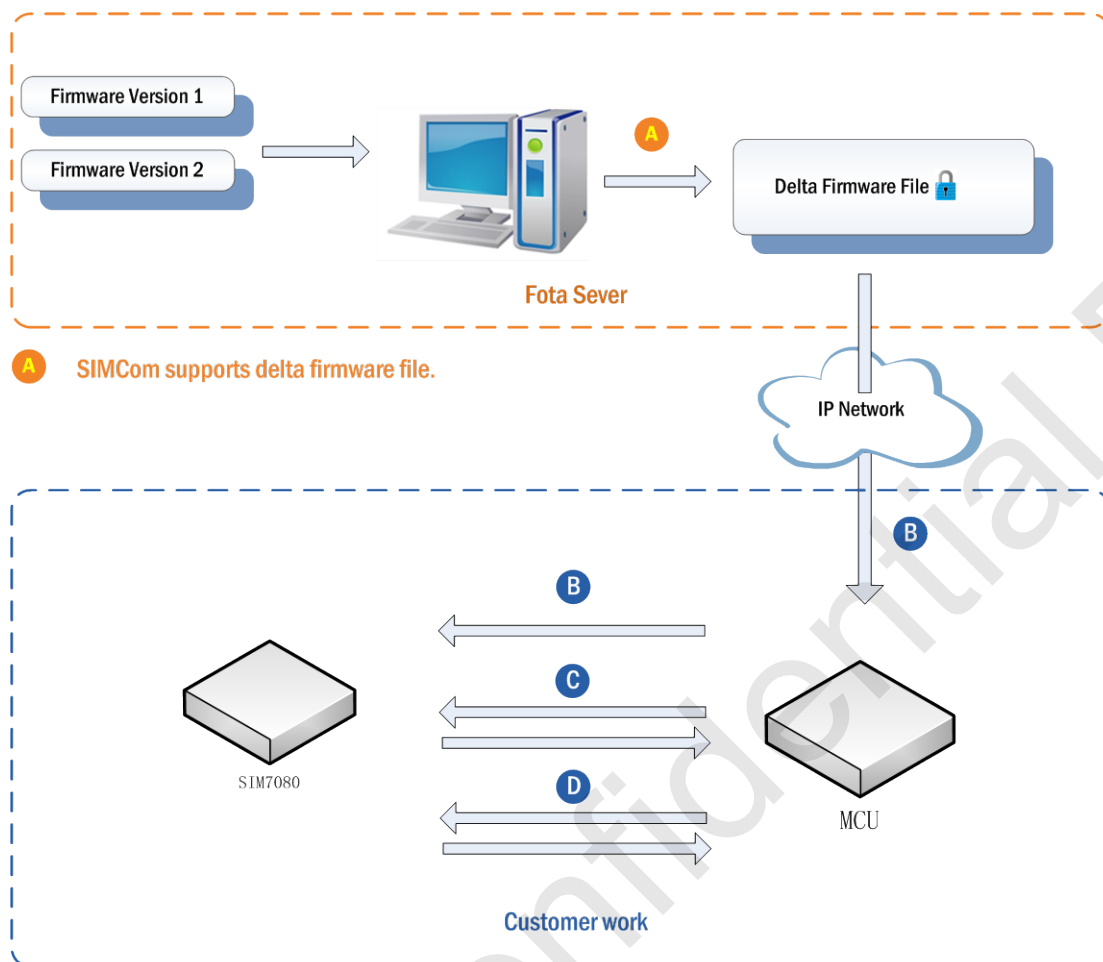 Firmware Version 1
Firmware Version 2
A
Delta Firmware File
Fota Sever
A SIMCom supports delta firmware file.
IP Network
B
B
C
D
SIM7080
MCU
Customer work
onfidential